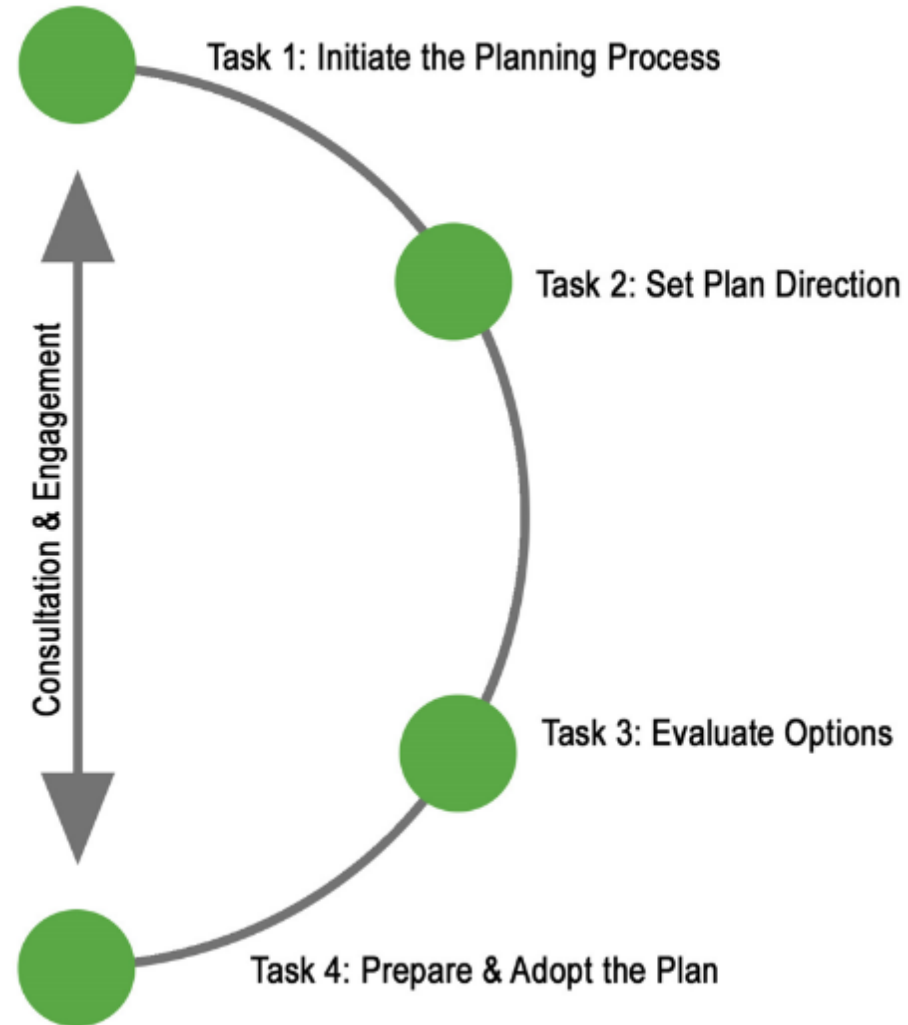 Task 1: Initiate the Planning Process
Task 2: Set Plan Direction
Consultation & Engagement
Task 3: Evaluate Options
Task 4: Prepare & Adopt the Plan